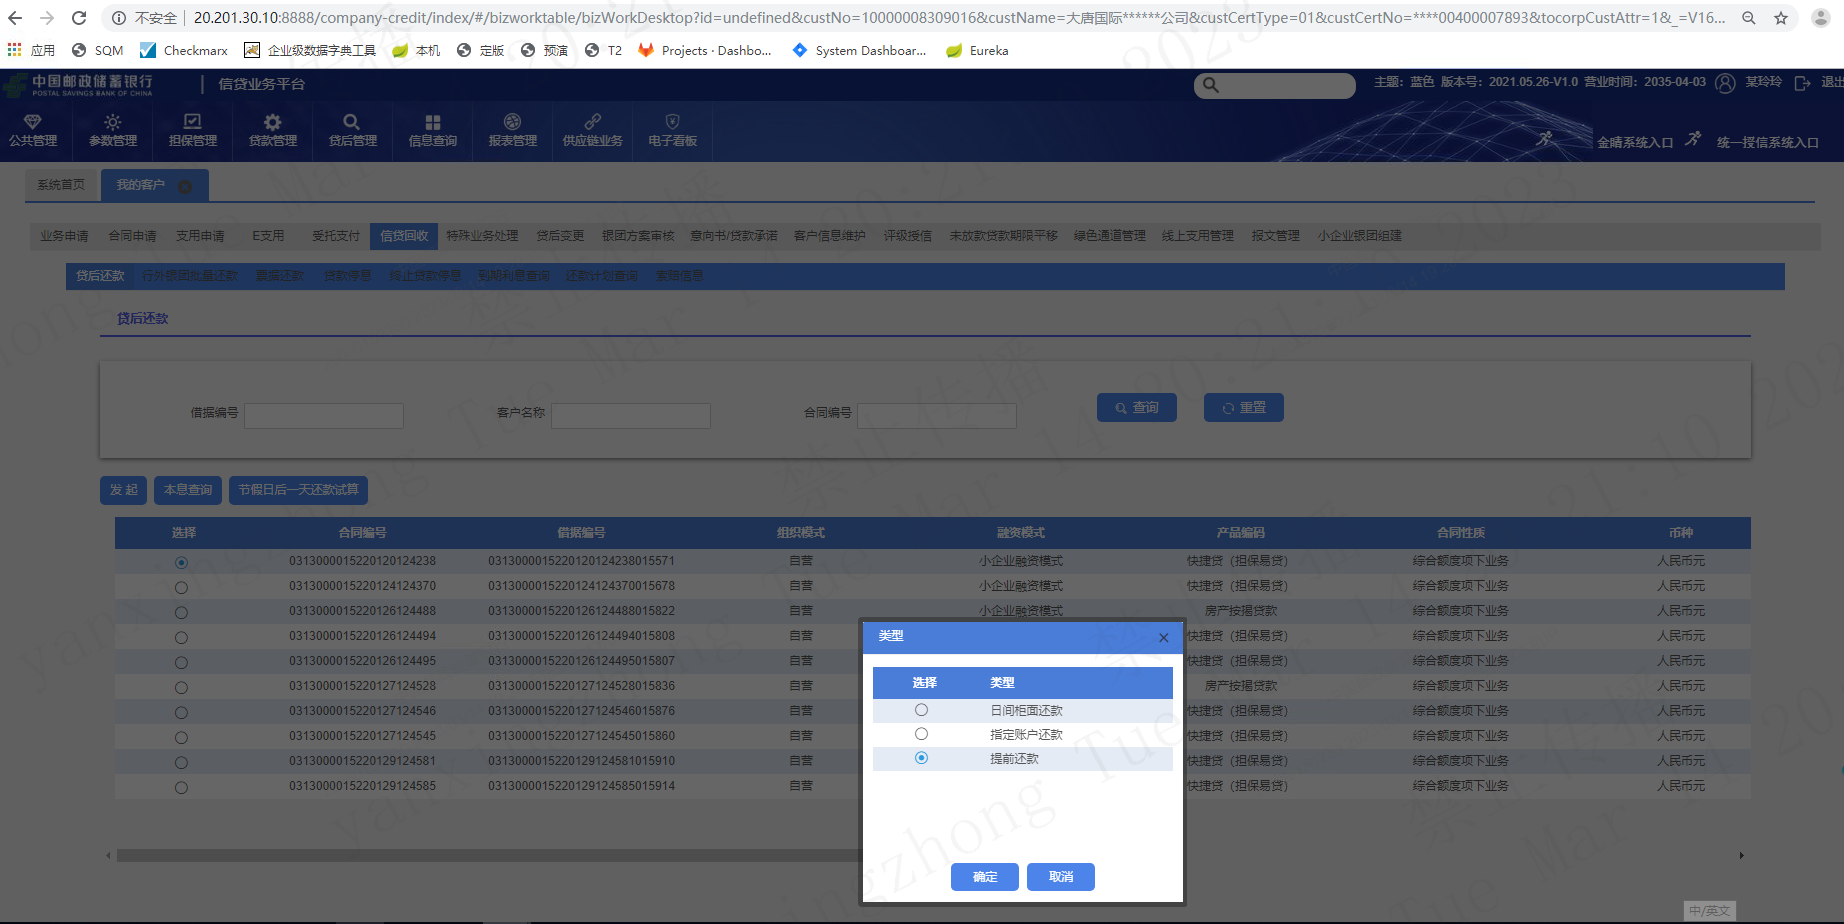 不安全 | 20.201.30.10:8888/company-credit/index/#/bizworktable/bizWorkDesktop?id=undefined&custNo=10000008309016&custName=大唐国际******公司&custCertType=01&custCertNo=****00400007893&tocorpCustAttr=1&_=V16...
应用 SQM Checkmarx 企业级数据字典工具 本机 定版 预演 T2 Projects · Dashbo... System Dashboar... Eureka
中国邮政储蓄银行 信贷业务平台 主题: 蓝色 版本号: 2021.05.26-V1.0 营业时间: 2035-04-03 某玲玲 退出
POSTAL SAVINGS BANK OF CHINA
公共管理 参数管理 担保管理 贷款管理 贷后管理 信息查询 报表管理 供应链业务 电子看板 金睛系统入口 统一授信系统入口
系统首页 我的客户
业务申请 合同申请 支用申请 E支用 受托支付 信贷回收 特殊业务处理 贷后变更 银团方案审核 意向书/贷款承诺 客户信息维护 评级授信 未放款贷款期限平移 绿色通道管理 线上支用管理 报文管理 小企业银团组建
贷后还款 行外银团批量还款 票据还款 贷款停息 终止贷款停息 到期利息查询 还款计划查询 索赔信息
贷后还款
借据编号 客户名称 合同编号 查询 重置
发起 本息查询 节假日后一天还款试算
选择 合同编号 借据编号 组织模式 融资模式 产品编码 合同性质 币种
0313000015220120124238 0313000015220120124238015571 自营 小企业融资模式 快捷贷（担保易贷） 综合额度项下业务 人民币元
0313000015220124124370 0313000015220124124370015678 自营 小企业融资模式 快捷贷（担保易贷） 综合额度项下业务 人民币元
0313000015220126124488 0313000015220126124488015822 自营 小企业融资模式 房产按揭贷款 综合额度项下业务 人民币元
0313000015220126124494 0313000015220126124494015808 自营 快捷贷（担保易贷） 综合额度项下业务 人民币元
0313000015220126124495 0313000015220126124495015807 自营 快捷贷（担保易贷） 综合额度项下业务 人民币元
0313000015220127124528 0313000015220127124528015836 自营 房产按揭贷款 综合额度项下业务 人民币元
0313000015220127124546 0313000015220127124546015876 自营 快捷贷（担保易贷） 综合额度项下业务 人民币元
0313000015220127124545 0313000015220127124545015860 自营 快捷贷（担保易贷） 综合额度项下业务 人民币元
0313000015220129124581 0313000015220129124581015910 自营 快捷贷（担保易贷） 综合额度项下业务 人民币元
0313000015220129124585 0313000015220129124585015914 自营 快捷贷（担保易贷） 综合额度项下业务 人民币元
类型
选择 类型
日间柜面还款
指定账户还款
提前还款
确定 取消
中/英文